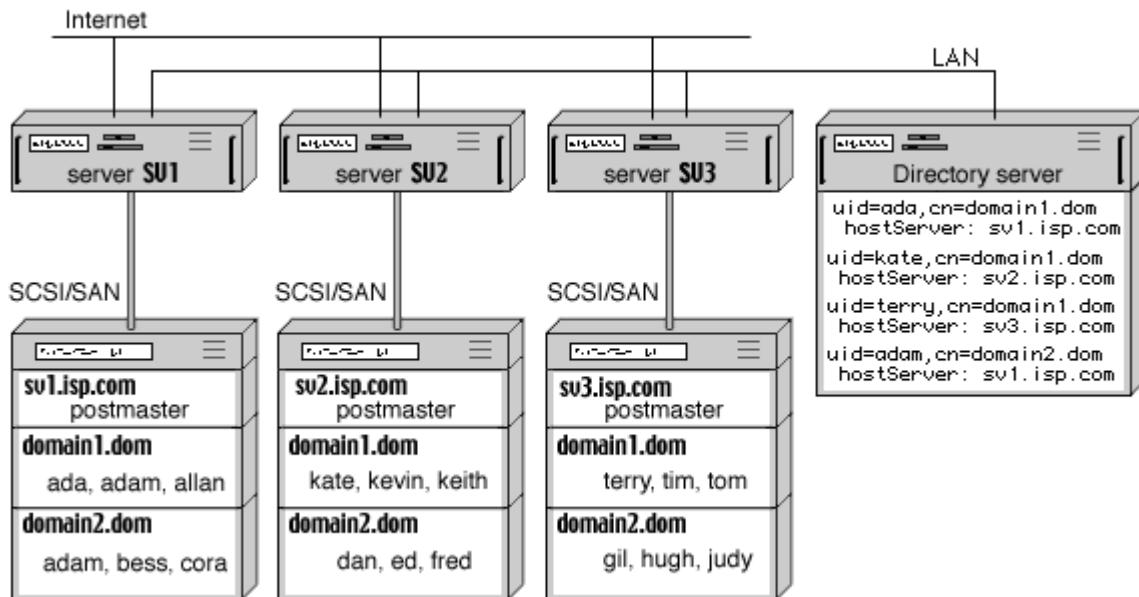 Internet
LAN
server SV1
server SV2
server SV3
Directory server
uid=ada,cn=domain1.dom
hostServer: sv1.isp.com
uid=kate,cn=domain1.dom
hostServer: sv2.isp.com
uid=terry,cn=domain1.dom
hostServer: sv3.isp.com
uid=adam,cn=domain2.dom
hostServer: sv1.isp.com
SCSI/SAN
SCSI/SAN
SCSI/SAN
sv1.isp.com
postmaster
domain1.dom
ada, adam, allan
domain2.dom
adam, bess, cora
sv2.isp.com
postmaster
domain1.dom
kate, kevin, keith
domain2.dom
dan, ed, fred
sv3.isp.com
postmaster
domain1.dom
terry, tim, tom
domain2.dom
gil, hugh, judy